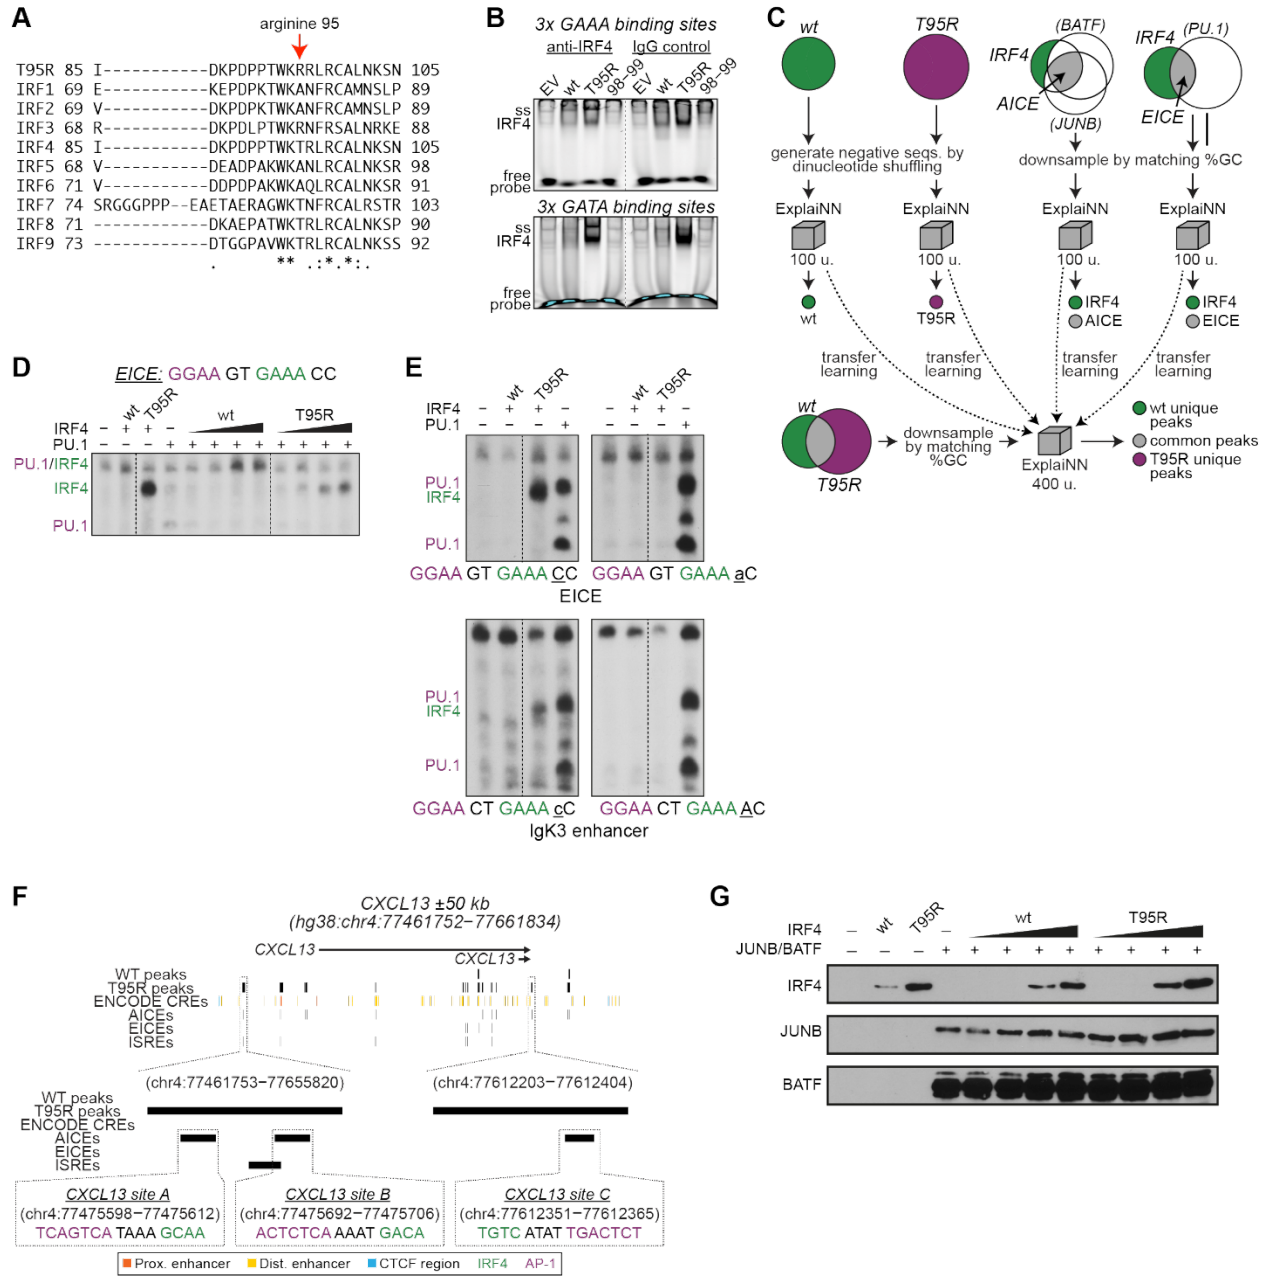 A
arginine 95
T95R 85 I-----------DKPDPPTWKRRLRCALNKSN 105
IRF1 69 E-----------KEPDPKTWKANFRCAMNSLP 89
IRF2 69 V-----------DKPDPKTWKANFRCAMNSLP 89
IRF3 68 R-----------DKPDLPTWKRNFRSALNRKE 88
IRF4 85 I-----------DKPDPPTWKTRLRCALNKSN 105
IRF5 68 V-----------DEADPAKWKANLRCALNKSR 98
IRF6 71 V-----------DDPDPAKWKAQLRCALNKSR 91
IRF7 74 SRGGGPPP--EAETAERAGWKTNFRCALRSTR 103
IRF8 71 -----------DKAEPATWKTRLRCALNKSP 90
IRF9 73 -----------DTGGPAVWKTRLRCALNKSS 92
. ** .:*.*:.
B
3x GAAA binding sites
anti-IRF4 IgG control
EV wt T95R 98–99 EV wt T95R 98–99
ss
IRF4
free
probe
3x GATA binding sites
ss
IRF4
free
probe
C
wt T95R (BATF) (PU.1)
IRF4 IRF4
AICE EICE
(JUNB)
generate negative seqs. by
dinucleotide shuffling
downsample by matching %GC
ExplaiNN ExplaiNN ExplaiNN ExplaiNN
100 u. 100 u. 100 u. 100 u.
wt T95R IRF4 IRF4
AICE EICE
transfer
learning
transfer
learning
transfer
learning
transfer
learning
wt
T95R
downsample
by matching
%GC
ExplaiNN
400 u.
wt unique
peaks
common peaks
T95R unique
peaks
D
EICE: GGAA GT GAAA CC
wt T95R wt T95R
IRF4 – + + –
PU.1 – – – + + + + + + + + +
PU.1/IRF4
IRF4
PU.1
E
wt T95R wt T95R
IRF4 – + + – + +
PU.1 – – – + – – – +
PU.1
IRF4
PU.1
GGAA GT GAAA CC GGAA GT GAAA aC
EICE
PU.1
IRF4
PU.1
GGAA CT GAAA cC GGAA CT GAAA AC
IgK3 enhancer
F
CXCL13 ±50 kb
(hg38:chr4:77461752–77661834)
CXCL13
CXCL13
WT peaks
T95R peaks
ENCODE CREs
AICEs
EICEs
ISREs
(chr4:77461753–77655820) (chr4:77612203–77612404)
WT peaks
T95R peaks
ENCODE CREs
AICEs
EICEs
ISREs
CXCL13 site A CXCL13 site B CXCL13 site C
(chr4:77475598–77475612) (chr4:77475692–77475706) (chr4:77612351–77612365)
TCAGTCA TAAA GCAA ACTCTCA AAAT GACA TGTC ATAT TGACTCT
Prox. enhancer Dist. enhancer CTCF region IRF4 AP-1
G
wt T95R wt T95R
IRF4 – –
JUNB/BATF – – – + + + + + + + + +
IRF4
JUNB
BATF